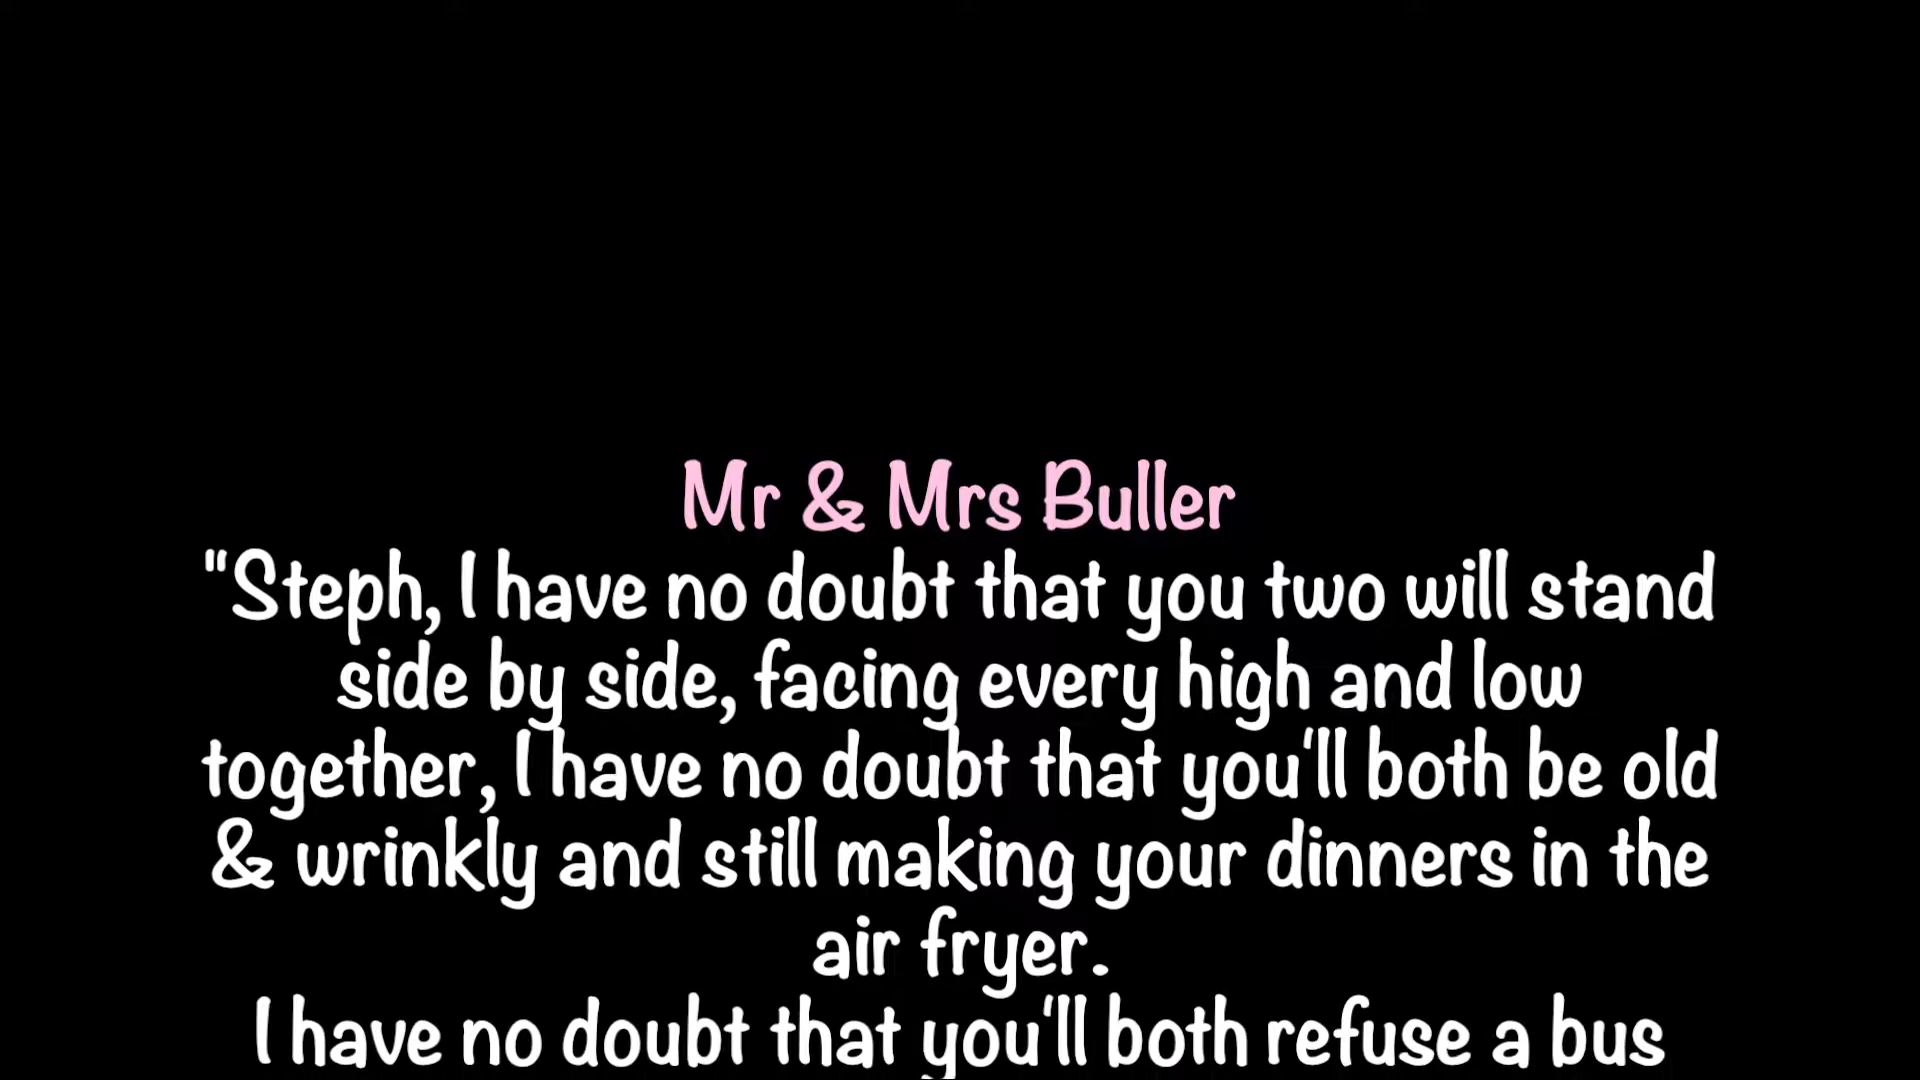 Mr & Mrs Buller
"Steph, I have no doubt that you two will stand
side by side, facing every high and low
together, I have no doubt that you'll both be old
& wrinkly and still making your dinners in the
air fryer.
I have no doubt that you'll both refuse a bus